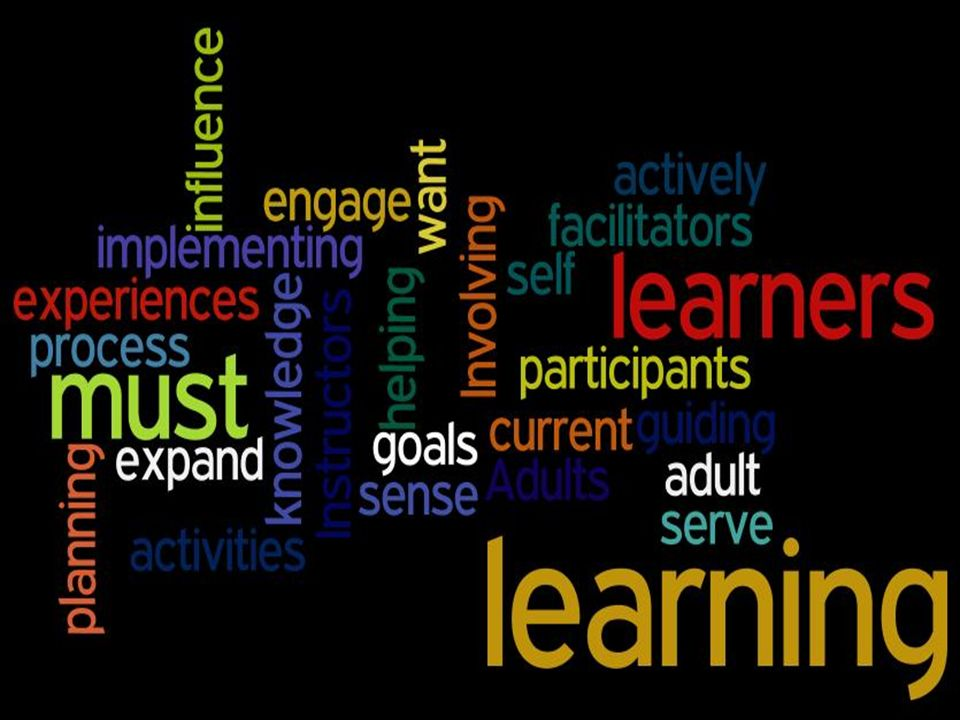 influence
want
actively
engage
facilitators
Involving
implementing
self
learners
helping
experiences
knowledge
Instructors
process
participants
must
current
guiding
goals
expand
adult
planning
sense
Adults
serve
activities
learning